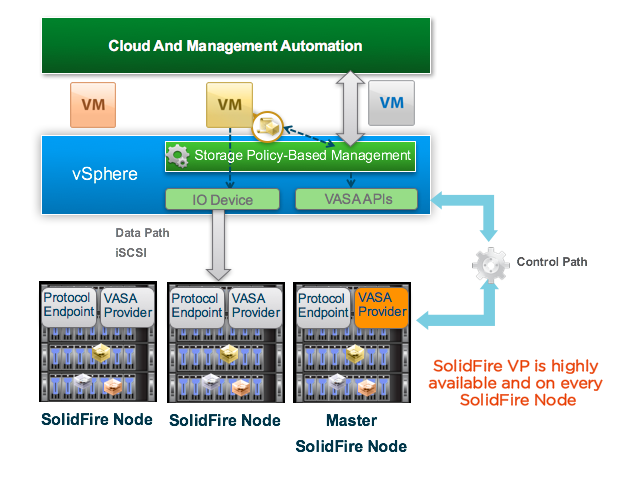 Cloud And Management Automation
VM
VM
VM
Storage Policy-Based Management
vSphere
IO Device
VASA APIs
Data Path
iSCSI
Control Path
Protocol
Endpoint
VASA
Provider
Protocol
Endpoint
VASA
Provider
Protocol
Endpoint
VASA
Provider
SolidFire VP is highly
available and on every
SolidFire Node
SolidFire Node
SolidFire Node
Master
SolidFire Node